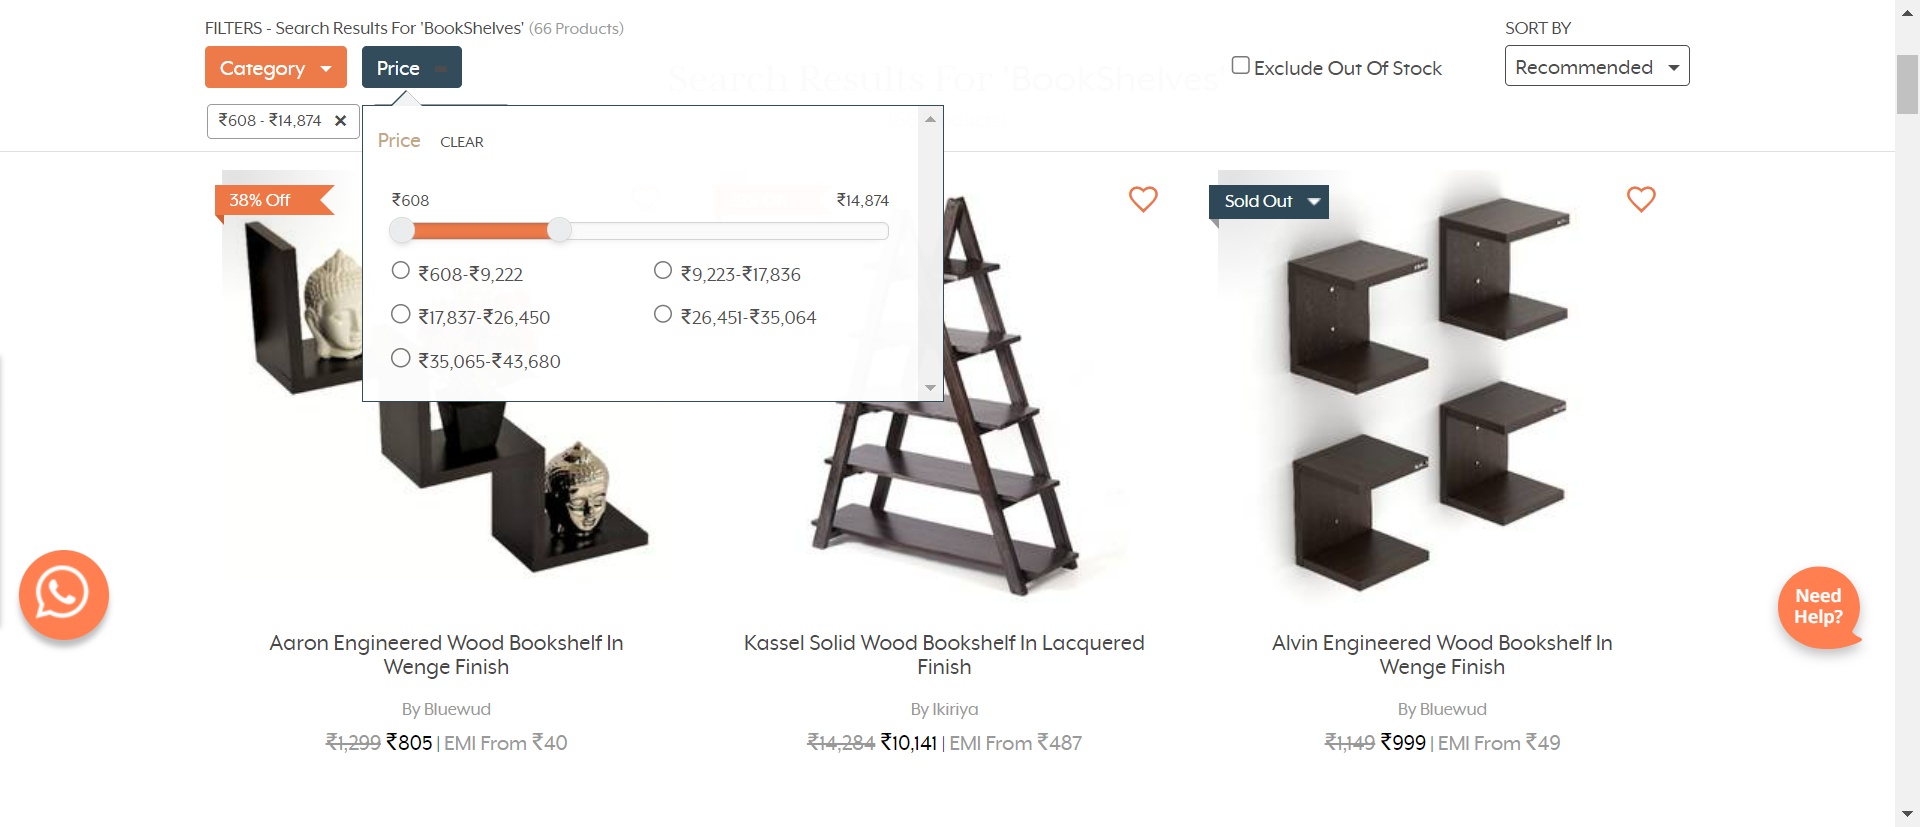 FILTERS - Search Results For 'BookShelves' (66 Products)
SORT BY
Category
Price
Search Results For 'BookShelves'
Exclude Out Of Stock
Recommended
₹608 - ₹14,874 ✕
Price CLEAR
₹608 ₹14,874
₹608-₹9,222 ₹9,223-₹17,836
₹17,837-₹26,450 ₹26,451-₹35,064
₹35,065-₹43,680
38% Off
Sold Out
Aaron Engineered Wood Bookshelf In
Wenge Finish
By Bluewud
₹1,299 ₹805 | EMI From ₹40
Kassel Solid Wood Bookshelf In Lacquered
Finish
By Ikiriya
₹14,284 ₹10,141 | EMI From ₹487
Alvin Engineered Wood Bookshelf In
Wenge Finish
By Bluewud
₹1,149 ₹999 | EMI From ₹49
Need
Help?